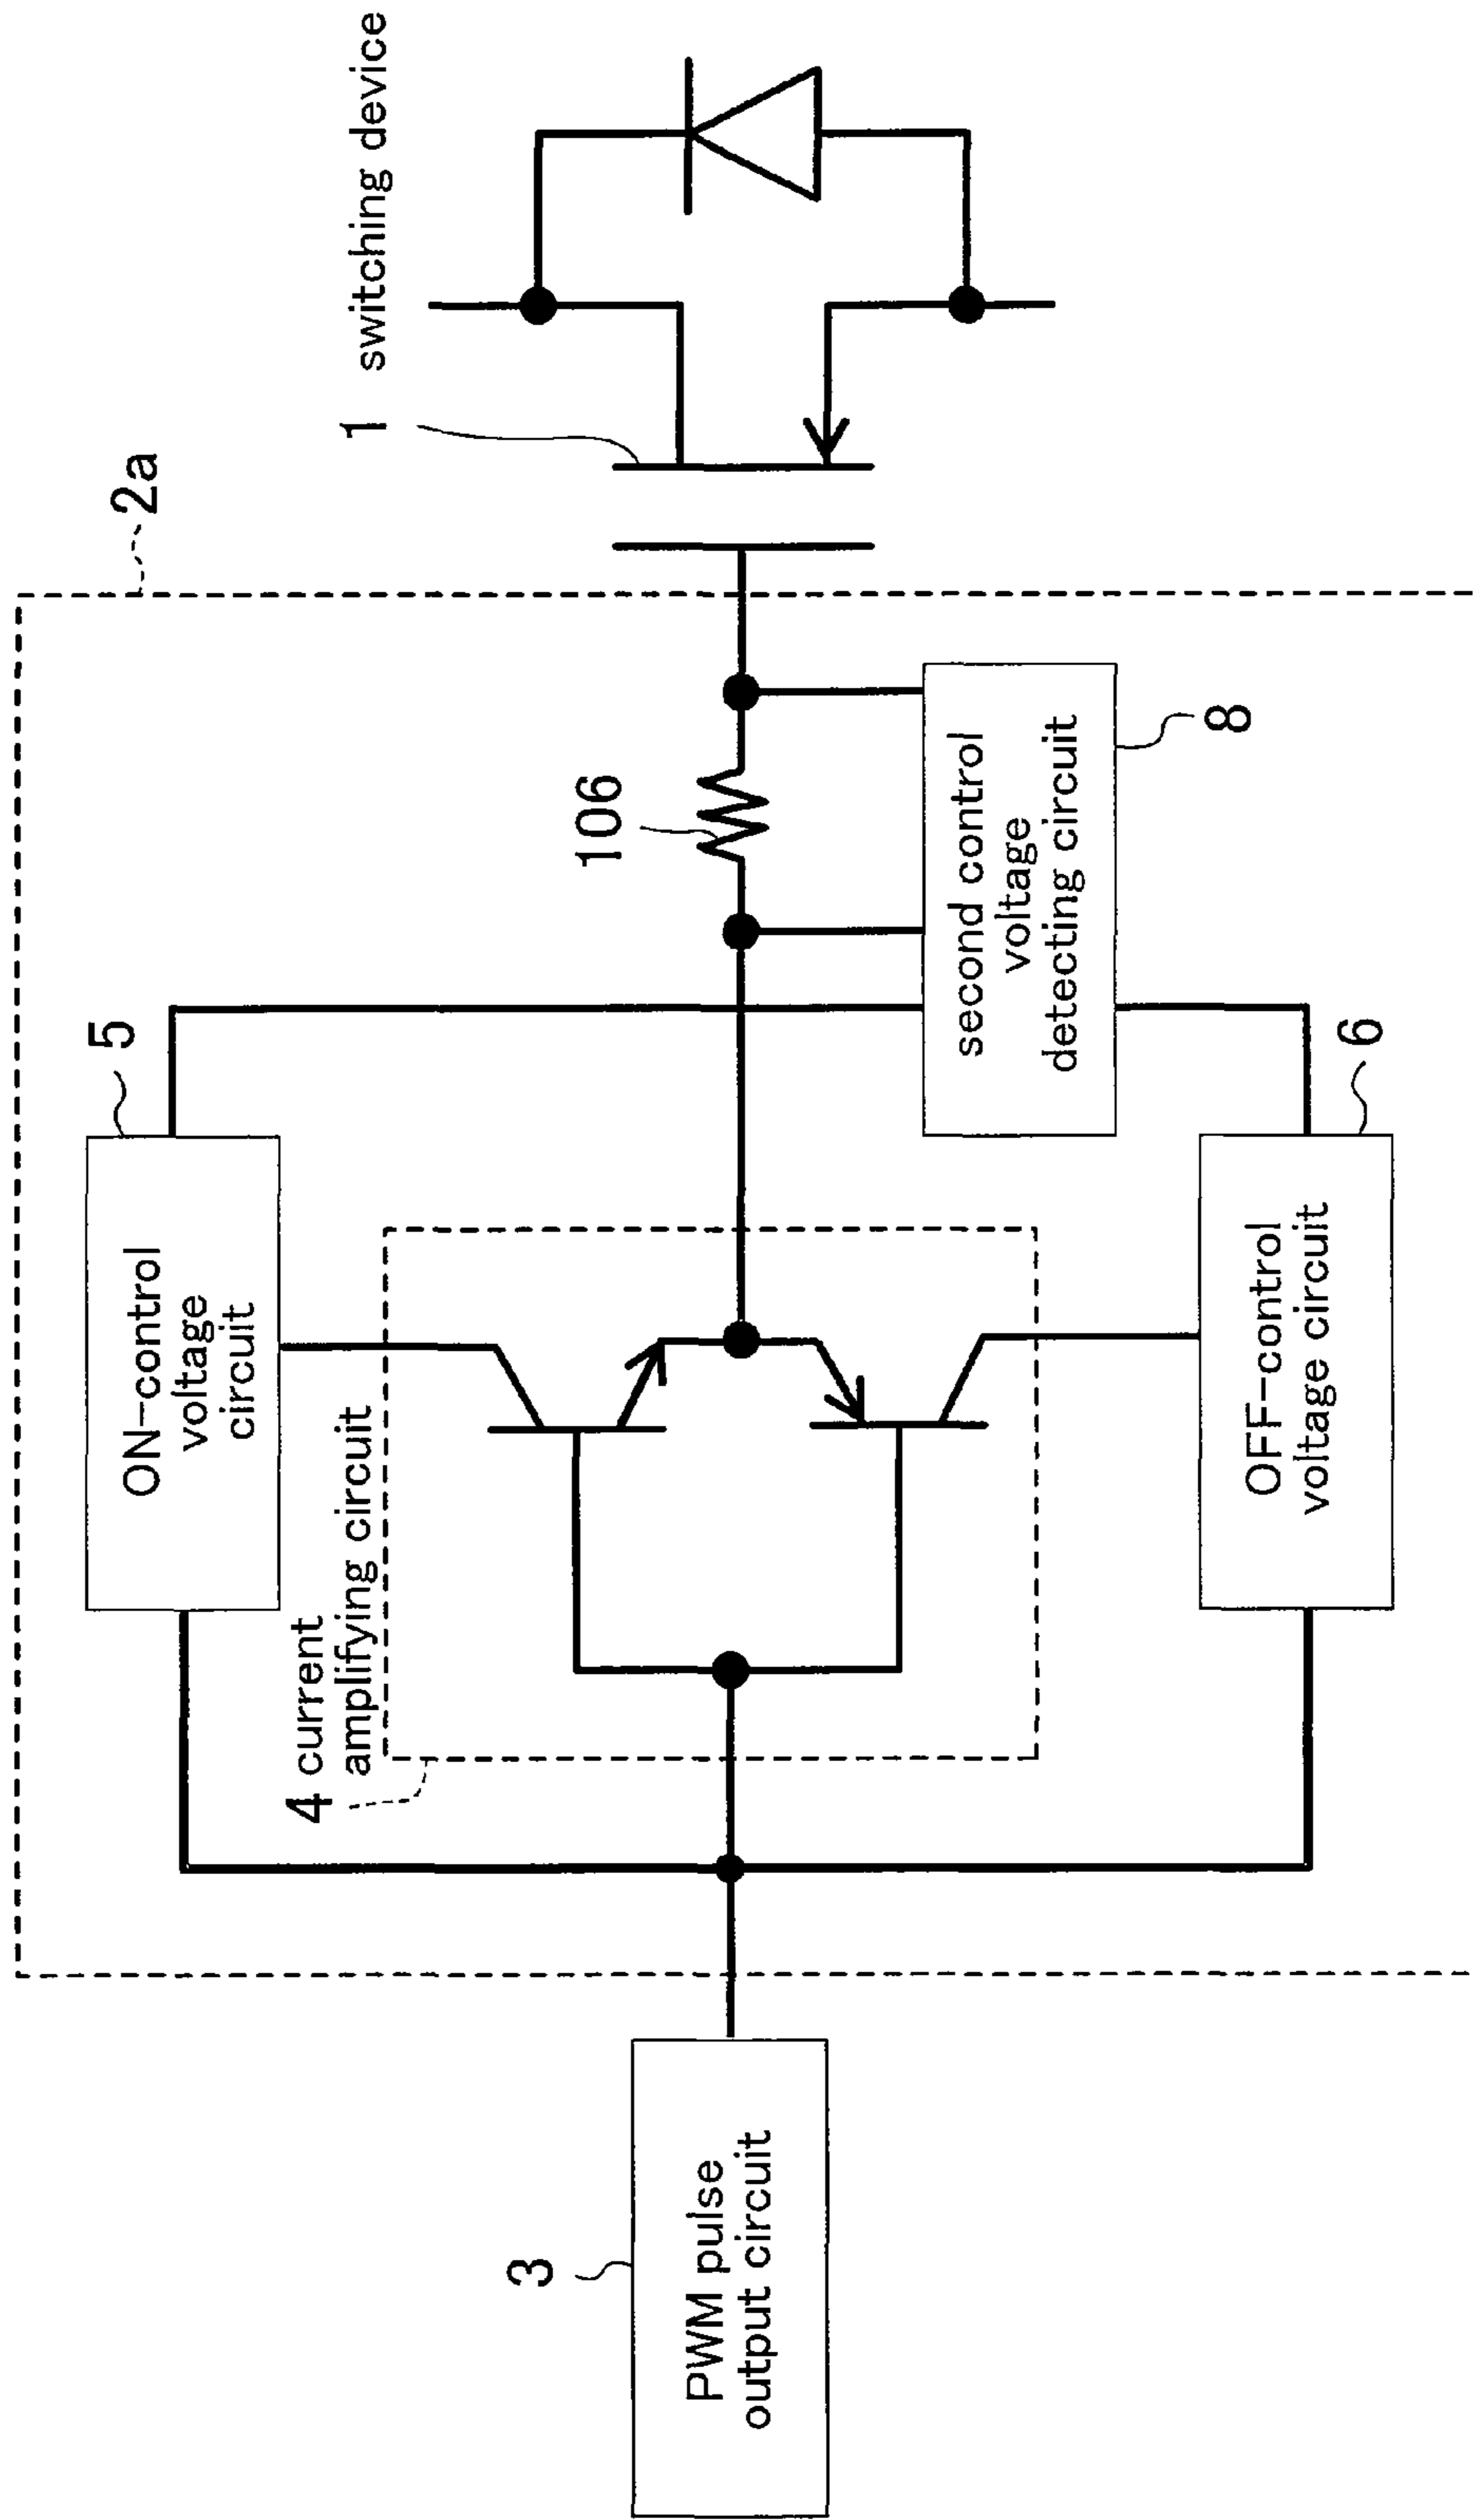 1 switching device
2a
5
ON-control
voltage
circuit
4 current
amplifying circuit
106
second control
voltage
detecting circuit
8
OFF-control
voltage circuit
6
3
PWM pulse
output circuit